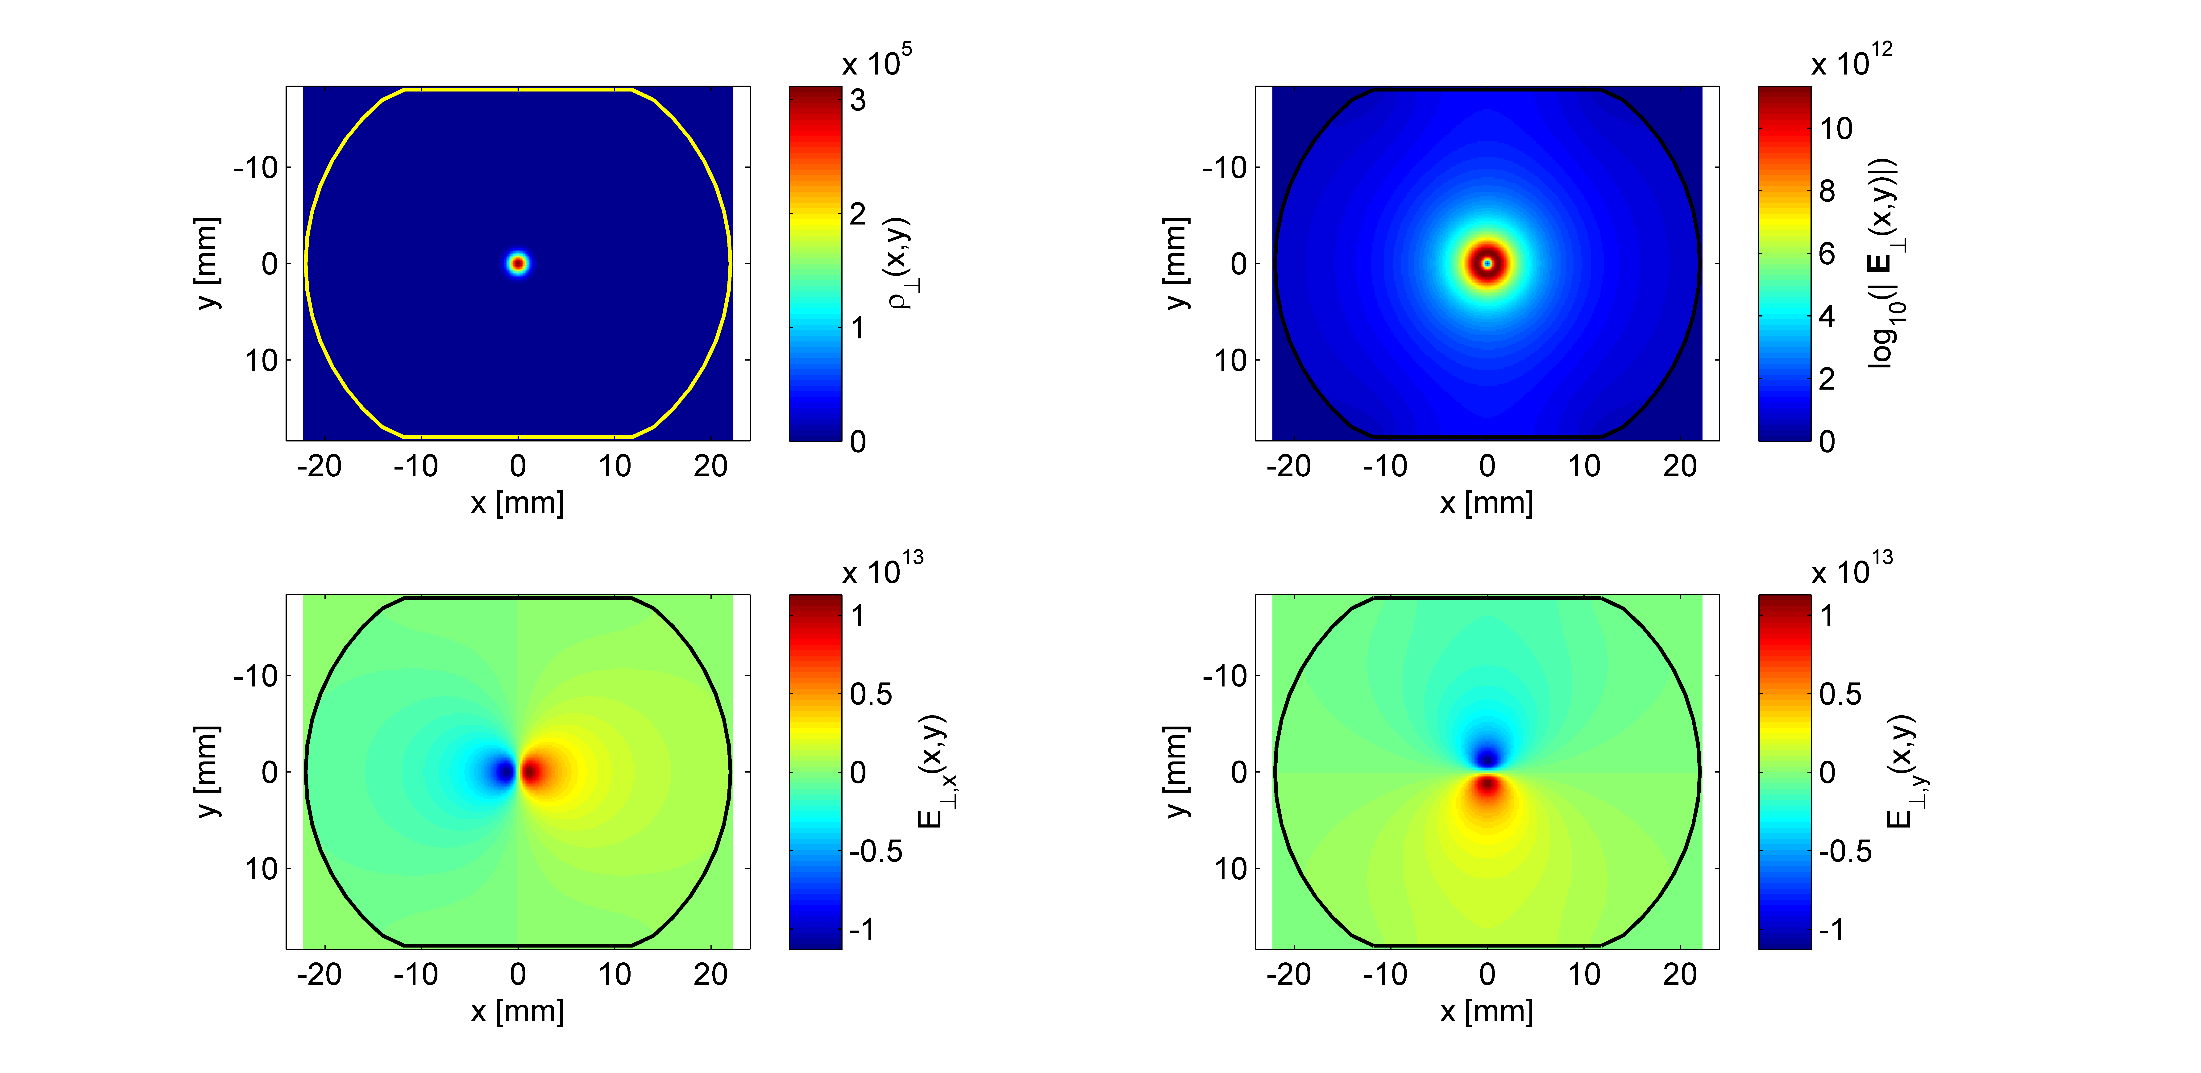 x 10^5
-10
0
10
y [mm]
-20 -10 0 10 20
x [mm]
3
2
1
0
ρ⊥(x,y)
x 10^12
-10
0
10
y [mm]
-20 -10 0 10 20
x [mm]
10
8
6
4
2
0
log10(| E⊥(x,y)|)
x 10^13
-10
0
10
y [mm]
-20 -10 0 10 20
x [mm]
1
0.5
0
-0.5
-1
E⊥,x(x,y)
x 10^13
-10
0
10
y [mm]
-20 -10 0 10 20
x [mm]
1
0.5
0
-0.5
-1
E⊥,y(x,y)